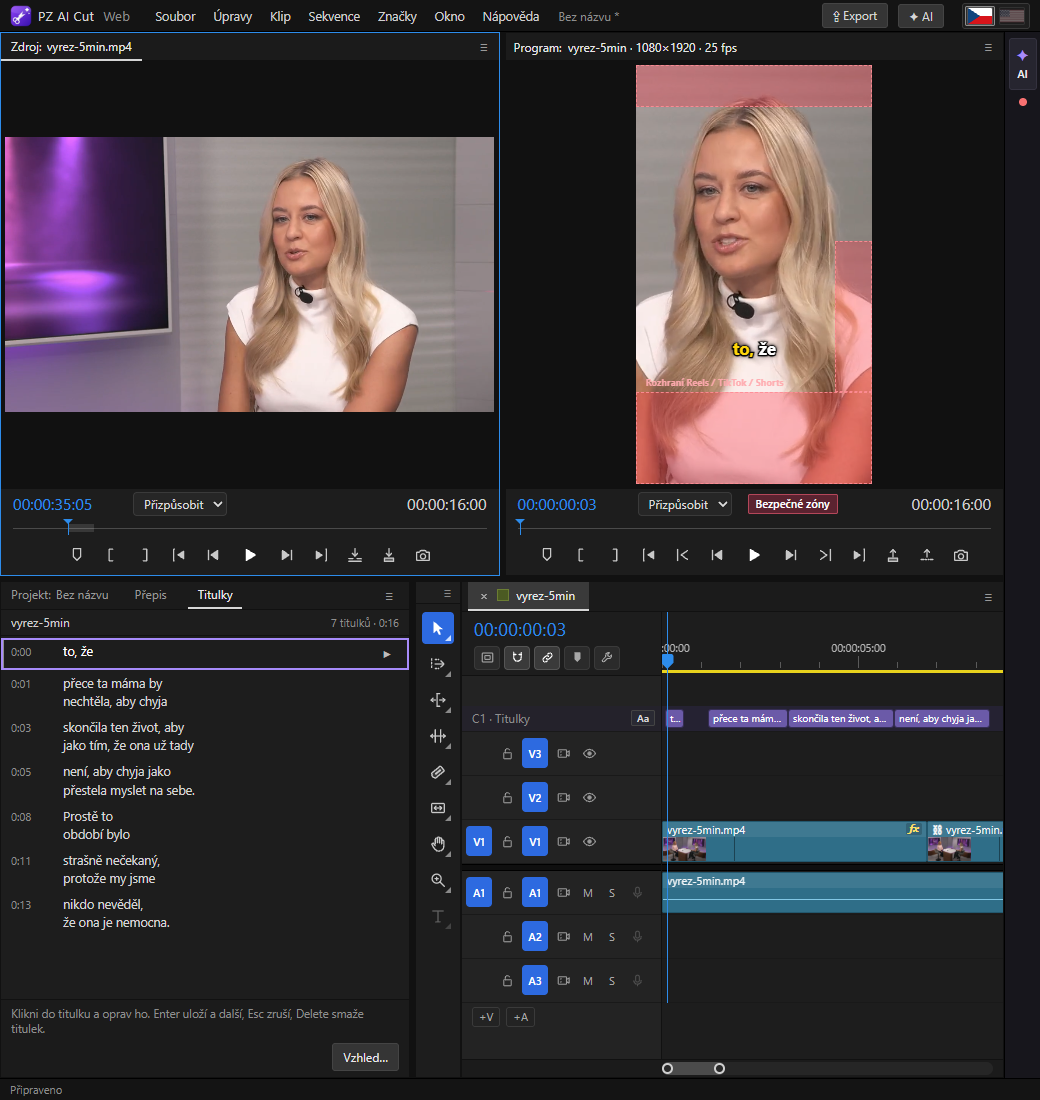 PZ AI Cut Web Soubor Úpravy Klip Sekvence Značky Okno Nápověda Bez názvu * Export AI
Zdroj: vyrez-5min.mp4
Program: vyrez-5min · 1080×1920 · 25 fps
AI
to, že
Rozhraní Reels / TikTok / Shorts
00:00:35:05 Přizpůsobit 00:00:16:00
00:00:00:03 Přizpůsobit Bezpečné zóny 00:00:16:00
Projekt: Bez názvu Přepis Titulky
vyrez-5min 7 titulků · 0:16
0:00 to, že
0:01 přece ta máma by
nechtěla, aby chyja
0:03 skončila ten život, aby
jako tím, že ona už tady
0:05 není, aby chyja jako
přestela myslet na sebe.
0:08 Prostě to
období bylo
0:11 strašně nečekaný,
protože my jsme
0:13 nikdo nevěděl,
že ona je nemocna.
Klikni do titulku a oprav ho. Enter uloží a další, Esc zruší, Delete smaže
titulek.
Vzhled...
× vyrez-5min
00:00:00:03
:00:00 00:00:05:00
C1 · Titulky Aa t... přece ta mám... skončila ten život, a... není, aby chyja ja...
V3
V2
V1 V1 vyrez-5min.mp4 fx vyrez-5min.
A1 A1 M S vyrez-5min.mp4
A2 M S
A3 M S
+V +A
T
Připraveno